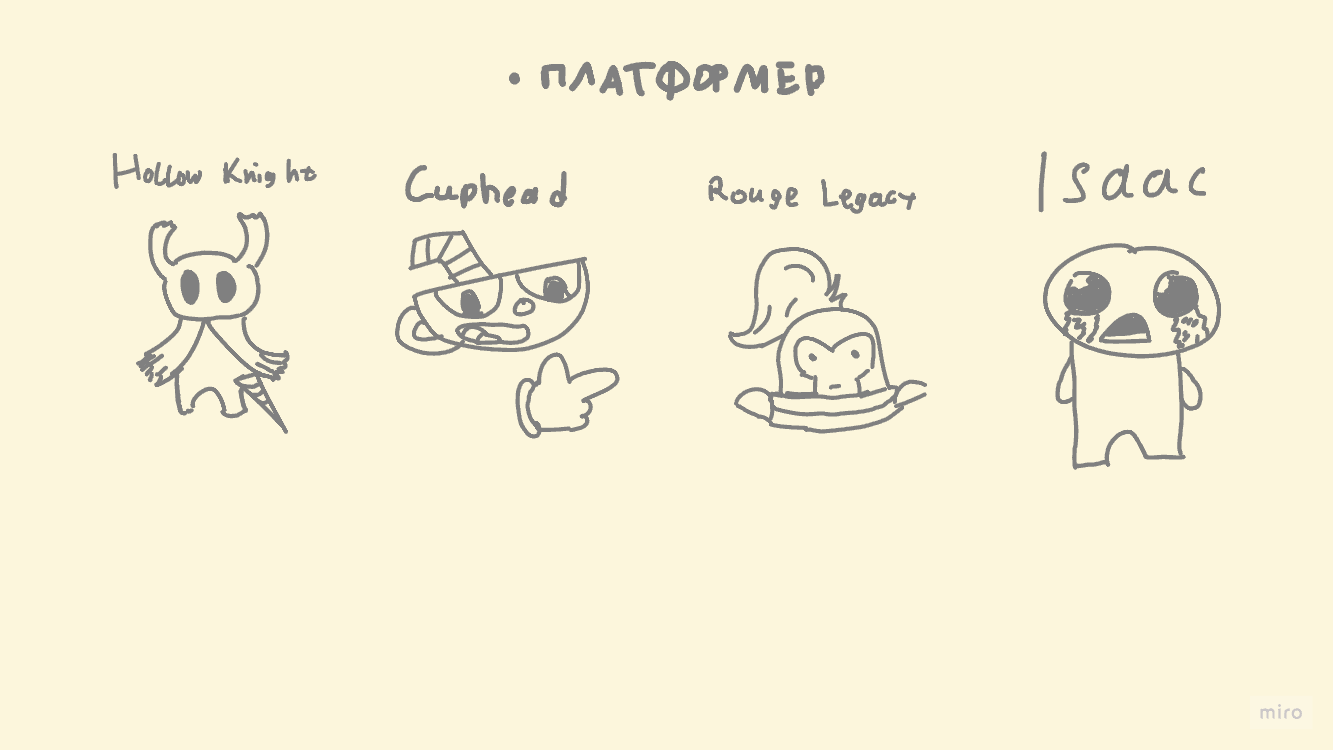 • ПЛАТФОРМЕР
Hollow Knight
Cuphead
Rouge Legacy
Isaac
miro